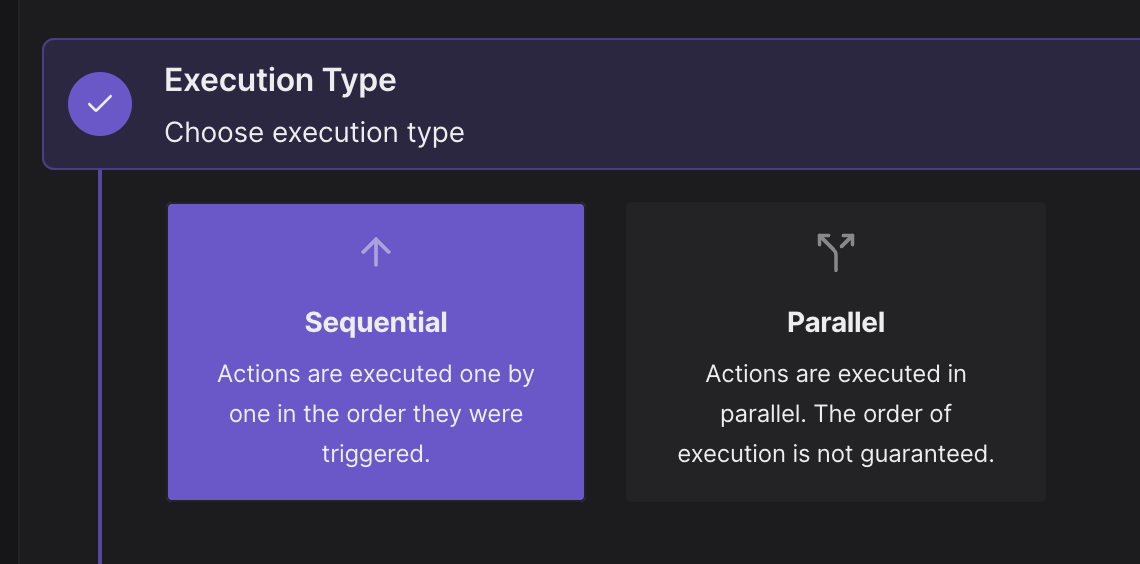 Execution Type
Choose execution type
Sequential
Actions are executed one by
one in the order they were
triggered.
Parallel
Actions are executed in
parallel. The order of
execution is not guaranteed.